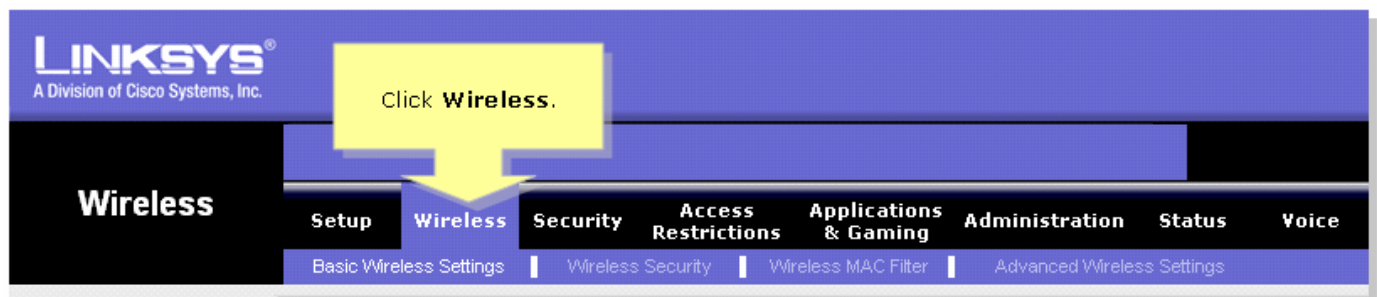 LINKSYS®
A Division of Cisco Systems, Inc.
Click Wireless.
Wireless
Setup Wireless Security Access Restrictions Applications & Gaming Administration Status Voice
Basic Wireless Settings Wireless Security Wireless MAC Filter Advanced Wireless Settings